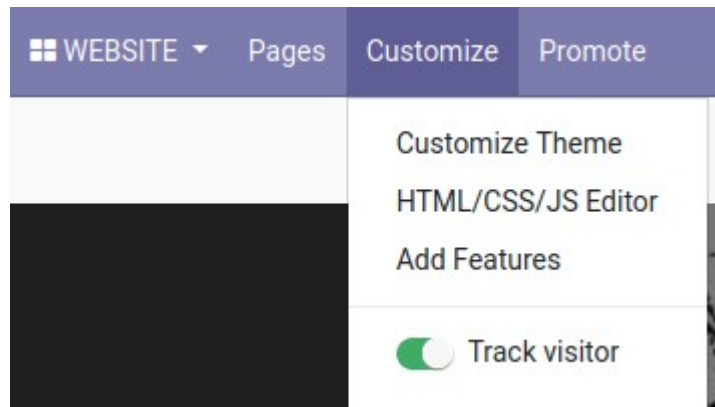 WEBSITE Pages Customize Promote
Customize Theme
HTML/CSS/JS Editor
Add Features
Track visitor